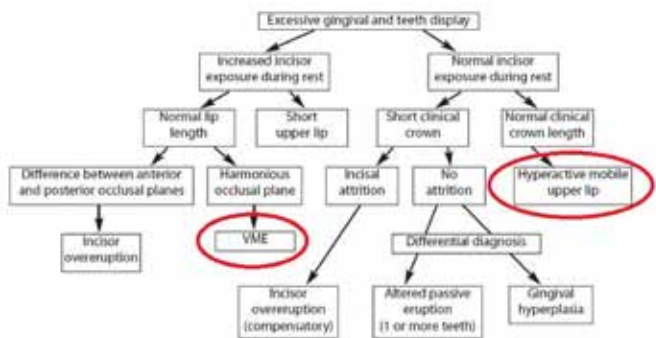 Excessive gingival and teeth display
Increased incisor
exposure during rest
Normal incisor
exposure during rest
Normal lip
length
Short
upper lip
Short clinical
crown
Normal clinical
crown length
Difference between anterior
and posterior occlusal planes
Harmonious
occlusal plane
Incisal
attrition
No
attrition
Hyperactive mobile
upper lip
Incisor
overeruption
VME
Differential diagnosis
Incisor
overeruption
(compensatory)
Altered passive
eruption
(1 or more teeth)
Gingival
hyperplasia